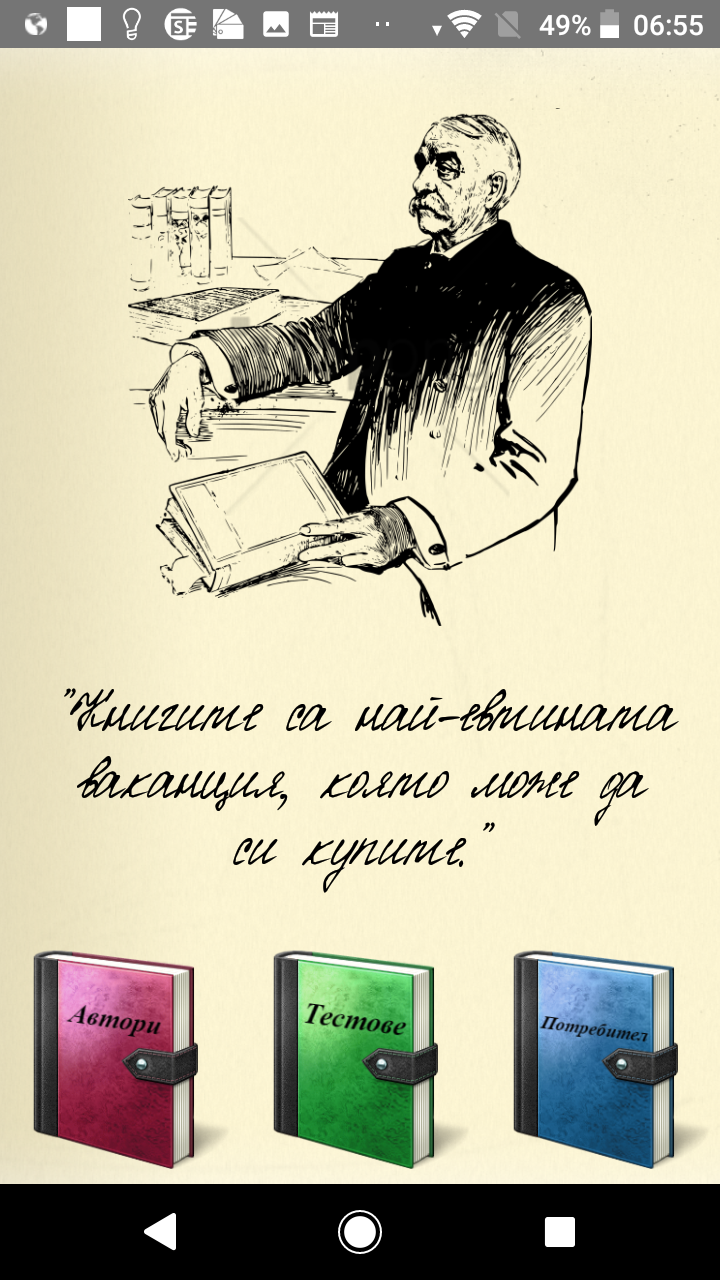 49% 06:55
"Книгите са най-евтината
ваканция, която може да
си купите."
Автори
Тестове
Потребител